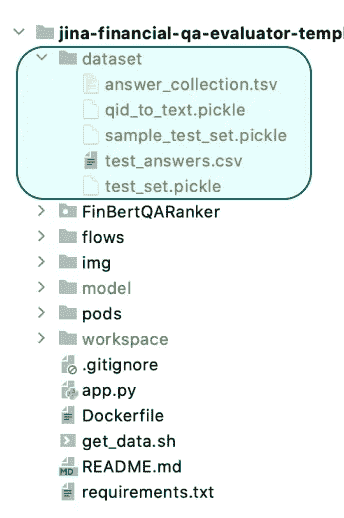 jina-financial-qa-evaluator-templ
dataset
answer_collection.tsv
qid_to_text.pickle
sample_test_set.pickle
test_answers.csv
test_set.pickle
FinBertQARanker
flows
img
model
pods
workspace
.gitignore
app.py
Dockerfile
get_data.sh
MD README.md
requirements.txt